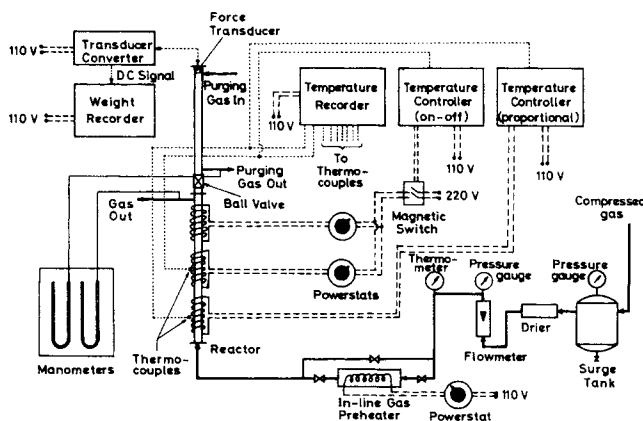 Force
Transducer
110 V
Transducer
Converter
DC Signal
Purging
Gas In
110 V
Weight
Recorder
Temperature
Recorder
Temperature
Controller
(on-off)
Temperature
Controller
(proportional)
110 V
To
Thermo-
couples
110 V
110 V
Purging
Gas Out
Ball Valve
Gas
Out
220 V
Magnetic
Switch
Compressed
gas
Thermo-
meter
Pressure
gauge
Pressure
gauge
Powerstats
Drier
Flowmeter
Surge
Tank
Manometers
Thermo-
couples
Reactor
In-line Gas
Preheater
110 V
Powerstat